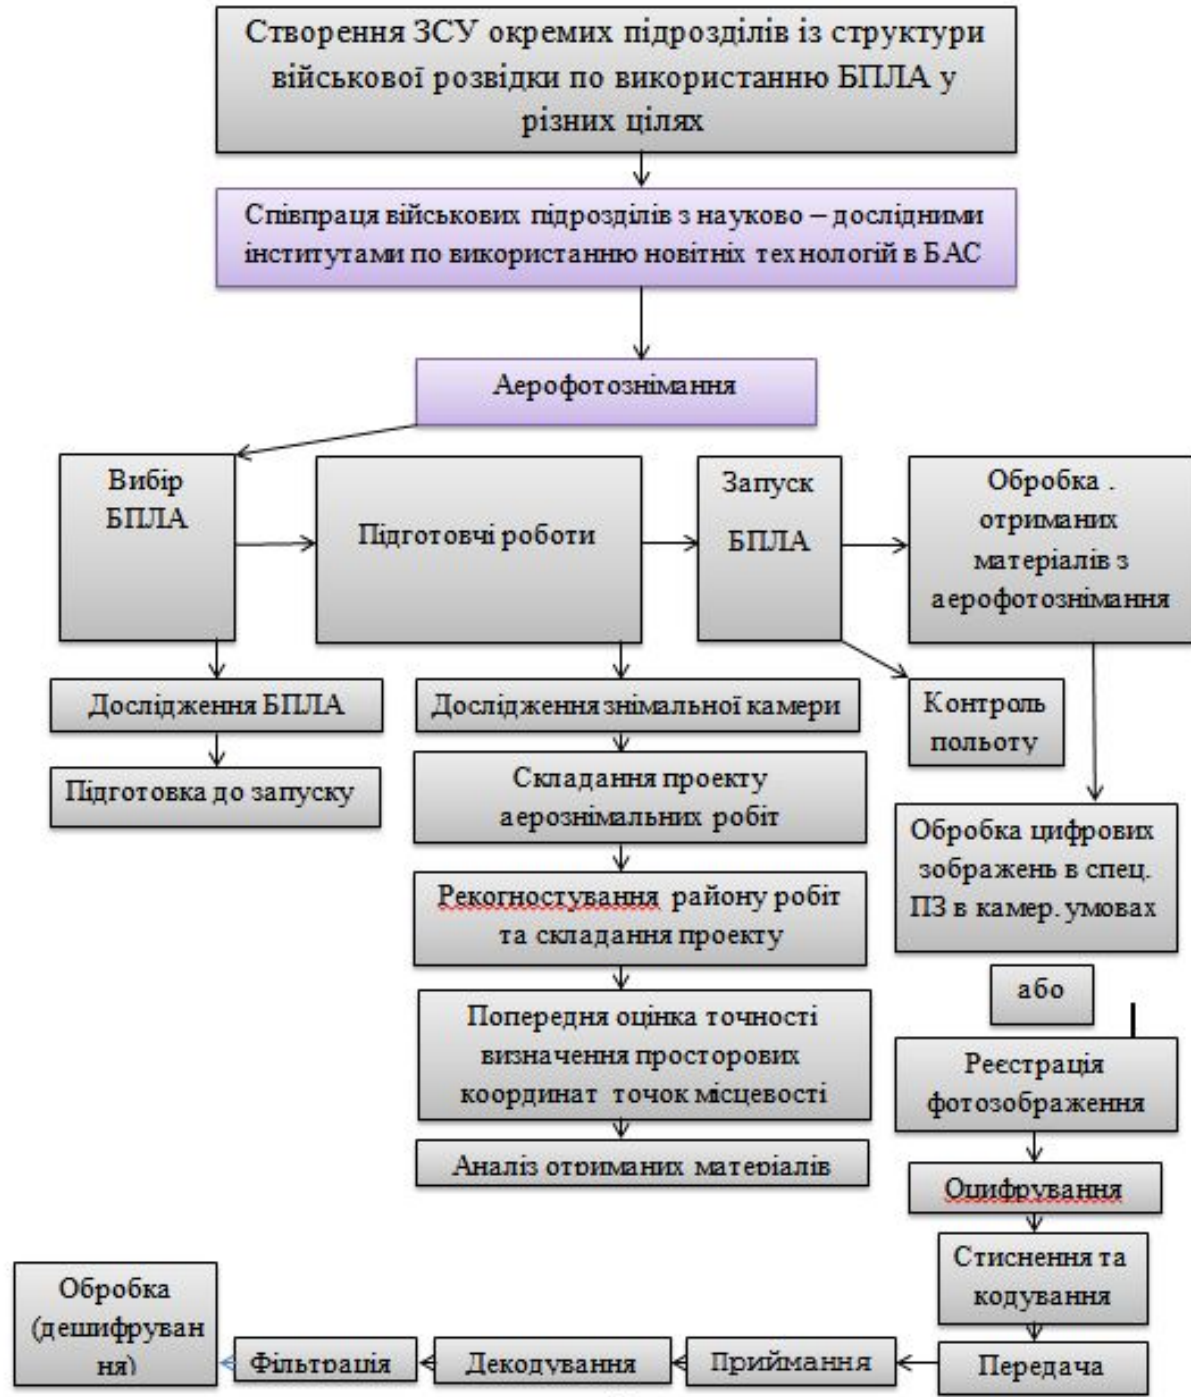 Створення ЗСУ окремих підрозділів із структури
військової розвідки по використанню БПЛА у
різних цілях
Співпраця військових підрозділів з науково – дослідними
інститутами по використанню новітніх технологій в БАС
Аерофотознімання
Вибір
БПЛА
Підготовчі роботи
Запуск
БПЛА
Обробка .
отриманих
матеріалів з
аерофотознімання
Дослідження БПЛА
Підготовка до запуску
Дослідження знімальної камери
Складання проекту
аерознімальних робіт
Рекогностування району робіт
та складання проекту
Попередня оцінка точності
визначення просторових
координат точок місцевості
Аналіз отриманих матеріалів
Контроль
польоту
Обробка цифрових
зображень в спец.
ПЗ в камер. умовах
або
Реєстрація
фотозображення
Оцифрування
Стиснення та
кодування
Передача
Приймання
Декодування
Фільтрація
Обробка
(дешифруван
ня)